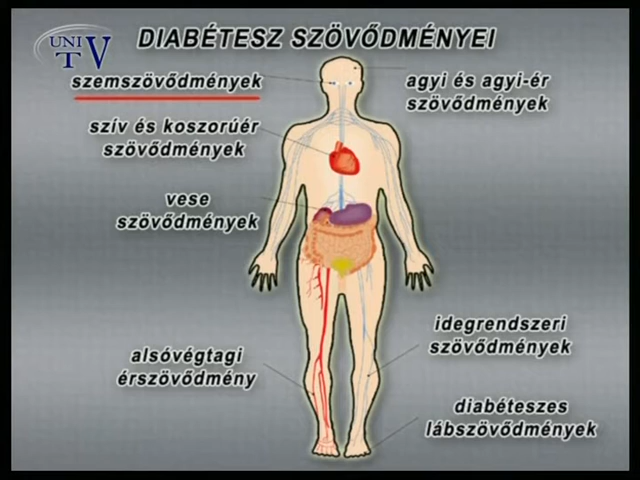 UNI
TV
DIABÉTESZ SZÖVŐDMÉNYEI
szemszövődmények
agyi és agyi-ér
szövődmények
szív és koszorúér
szövődmények
vese
szövődmények
idegrendszeri
szövődmények
alsóvégtagi
érszövődmény
diabéteszes
lábszövődmények